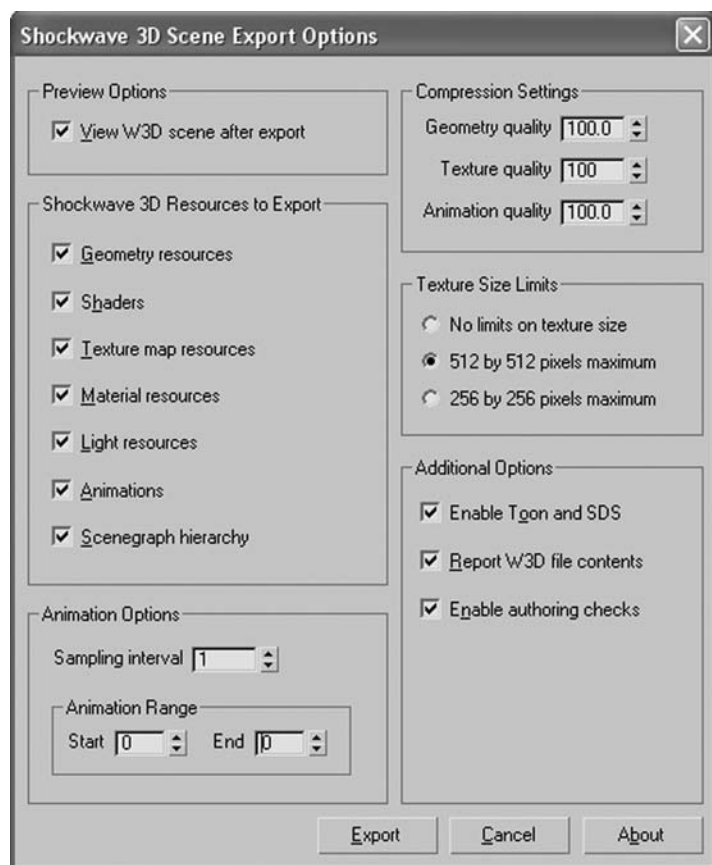 Shockwave 3D Scene Export Options
Preview Options
View W3D scene after export
Shockwave 3D Resources to Export
Geometry resources
Shaders
Texture map resources
Material resources
Light resources
Animations
Scenegraph hierarchy
Animation Options
Sampling interval 1
Animation Range
Start 0 End 0
Compression Settings
Geometry quality 100.0
Texture quality 100
Animation quality 100.0
Texture Size Limits
No limits on texture size
512 by 512 pixels maximum
256 by 256 pixels maximum
Additional Options
Enable Toon and SDS
Report W3D file contents
Enable authoring checks
Export Cancel About